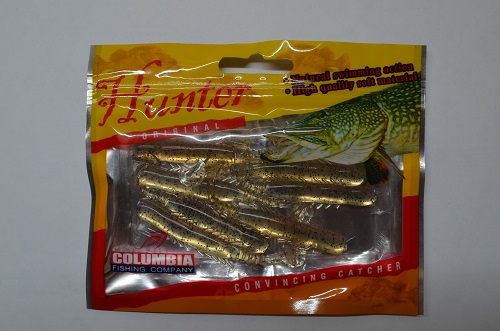 Hunter
ORIGINAL
• Natural swimming action
• High quality soft material
COLUMBIA
FISHING COMPANY
CONVINCING CATCHER